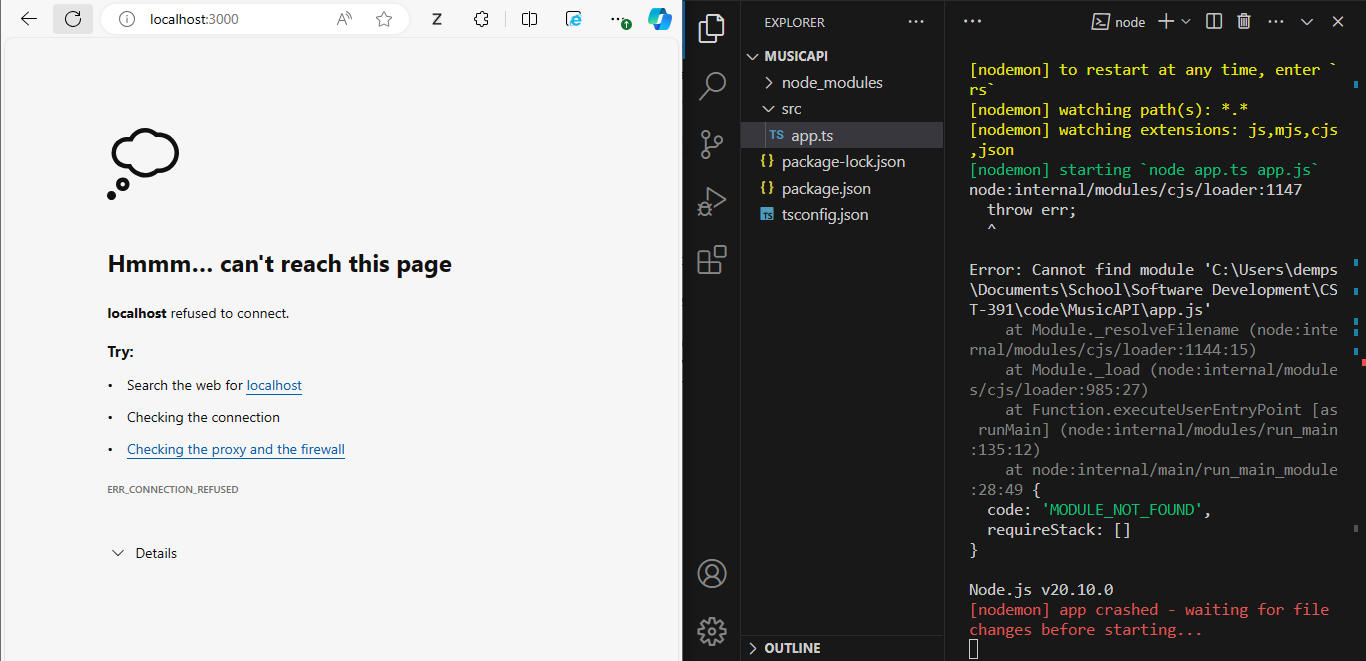 localhost:3000
Hmmm... can't reach this page
localhost refused to connect.
Try:
• Search the web for localhost
• Checking the connection
• Checking the proxy and the firewall
ERR_CONNECTION_REFUSED
Details
EXPLORER
MUSICAPI
node_modules
src
TS app.ts
{} package-lock.json
{} package.json
TS tsconfig.json
OUTLINE
node
[nodemon] to restart at any time, enter `
rs`
[nodemon] watching path(s): *.*
[nodemon] watching extensions: js,mjs,cjs
,json
[nodemon] starting `node app.ts app.js`
node:internal/modules/cjs/loader:1147
  throw err;
  ^
Error: Cannot find module 'C:\Users\demps
\Documents\School\Software Development\CS
T-391\code\MusicAPI\app.js'
    at Module._resolveFilename (node:inte
rnal/modules/cjs/loader:1144:15)
    at Module._load (node:internal/module
s/cjs/loader:985:27)
    at Function.executeUserEntryPoint [as
 runMain] (node:internal/modules/run_main
:135:12)
    at node:internal/main/run_main_module
:28:49 {
  code: 'MODULE_NOT_FOUND',
  requireStack: []
}
Node.js v20.10.0
[nodemon] app crashed - waiting for file
changes before starting...